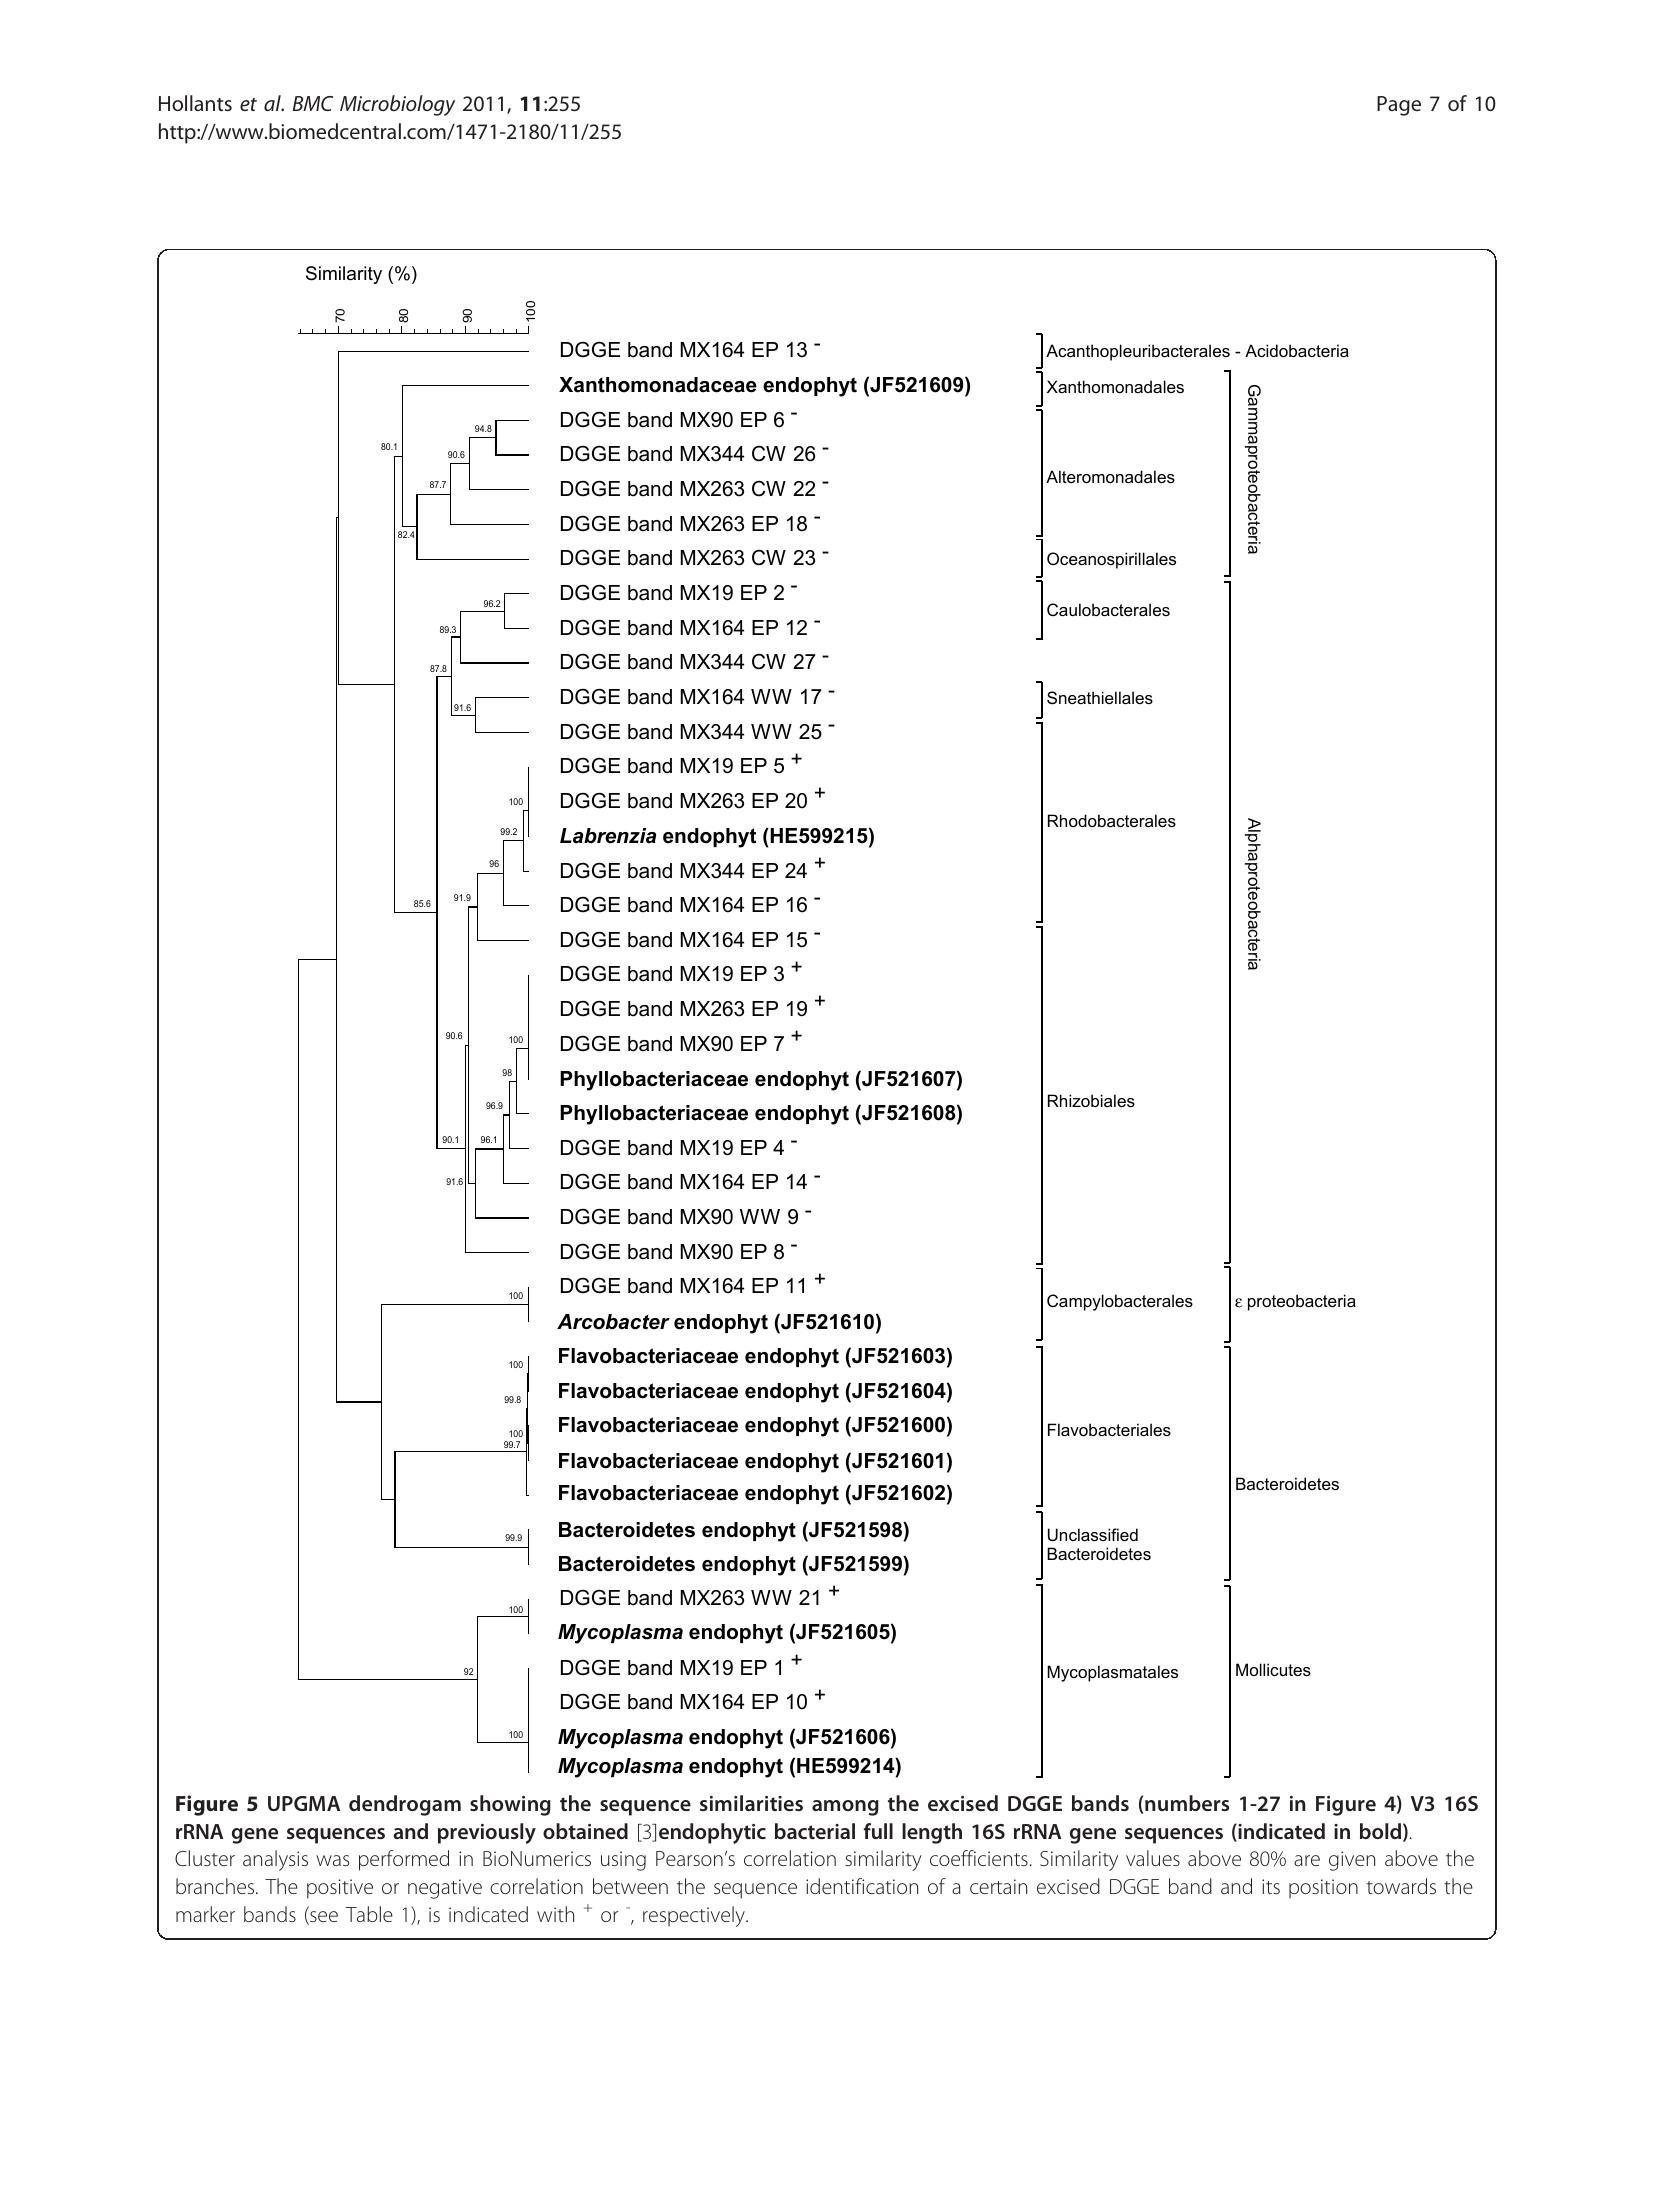 Hollants et al. BMC Microbiology 2011, 11:255
http://www.biomedcentral.com/1471-2180/11/255
Page 7 of 10
Similarity (%)
70
80
90
100
DGGE band MX164 EP 13 -
Acanthopleuribacterales - Acidobacteria
Xanthomonadaceae endophyt (JF521609)
Xanthomonadales
DGGE band MX90 EP 6 -
94.8
80.1
90.6
DGGE band MX344 CW 26 -
Alteromonadales
Gammaproteobacteria
87.7
DGGE band MX263 CW 22 -
DGGE band MX263 EP 18 -
82.4
DGGE band MX263 CW 23 -
Oceanospirillales
DGGE band MX19 EP 2 -
96.2
Caulobacterales
89.3
DGGE band MX164 EP 12 -
87.8
DGGE band MX344 CW 27 -
91.6
DGGE band MX164 WW 17 -
Sneathiellales
DGGE band MX344 WW 25 -
DGGE band MX19 EP 5 +
100
DGGE band MX263 EP 20 +
Rhodobacterales
99.2
Labrenzia endophyt (HE599215)
96
DGGE band MX344 EP 24 +
Alphaproteobacteria
85.6
91.9
DGGE band MX164 EP 16 -
DGGE band MX164 EP 15 -
DGGE band MX19 EP 3 +
DGGE band MX263 EP 19 +
90.6
100
DGGE band MX90 EP 7 +
98
Phyllobacteriaceae endophyt (JF521607)
Rhizobiales
96.9
Phyllobacteriaceae endophyt (JF521608)
90.1
96.1
DGGE band MX19 EP 4 -
91.6
DGGE band MX164 EP 14 -
DGGE band MX90 WW 9 -
DGGE band MX90 EP 8 -
DGGE band MX164 EP 11 +
100
Campylobacterales
ε proteobacteria
Arcobacter endophyt (JF521610)
Flavobacteriaceae endophyt (JF521603)
100
Flavobacteriaceae endophyt (JF521604)
99.8
Flavobacteriaceae endophyt (JF521600)
Flavobacteriales
100
99.7
Flavobacteriaceae endophyt (JF521601)
Bacteroidetes
Flavobacteriaceae endophyt (JF521602)
Bacteroidetes endophyt (JF521598)
99.9
Unclassified
Bacteroidetes
Bacteroidetes endophyt (JF521599)
DGGE band MX263 WW 21 +
100
Mycoplasma endophyt (JF521605)
92
DGGE band MX19 EP 1 +
Mycoplasmatales
Mollicutes
DGGE band MX164 EP 10 +
100
Mycoplasma endophyt (JF521606)
Mycoplasma endophyt (HE599214)
Figure 5 UPGMA dendrogam showing the sequence similarities among the excised DGGE bands (numbers 1-27 in Figure 4) V3 16S
rRNA gene sequences and previously obtained [3]endophytic bacterial full length 16S rRNA gene sequences (indicated in bold).
Cluster analysis was performed in BioNumerics using Pearson's correlation similarity coefficients. Similarity values above 80% are given above the
branches. The positive or negative correlation between the sequence identification of a certain excised DGGE band and its position towards the
marker bands (see Table 1), is indicated with + or -, respectively.